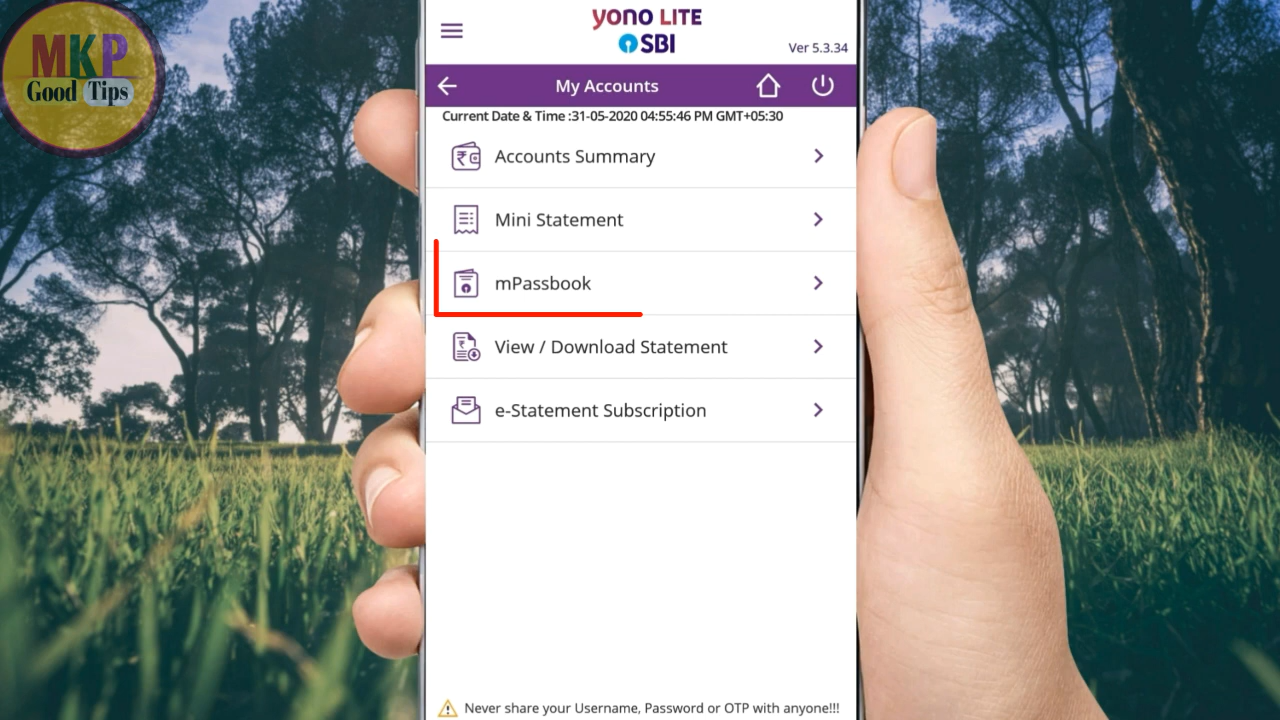 MKP
Good Tips
yono LITE
SBI
Ver 5.3.34
My Accounts
Current Date & Time :31-05-2020 04:55:46 PM GMT+05:30
Accounts Summary
Mini Statement
mPassbook
View / Download Statement
e-Statement Subscription
Never share your Username, Password or OTP with anyone!!!